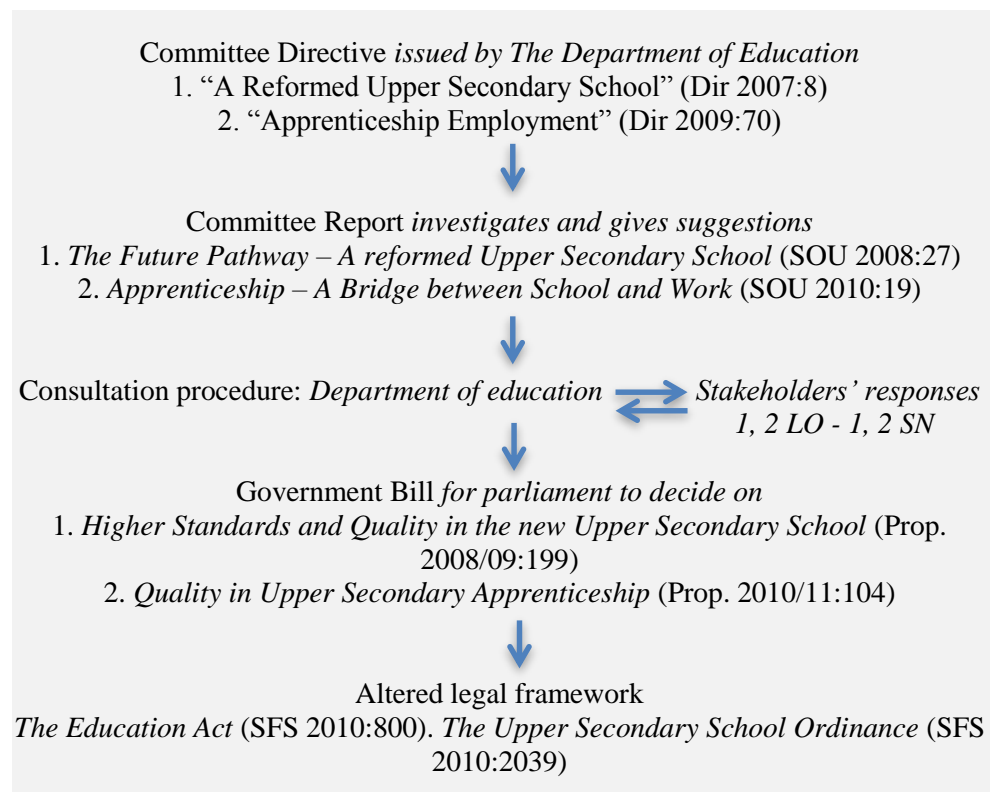 Committee Directive issued by The Department of Education
1. “A Reformed Upper Secondary School” (Dir 2007:8)
2. “Apprenticeship Employment” (Dir 2009:70)
Committee Report investigates and gives suggestions
1. The Future Pathway – A reformed Upper Secondary School (SOU 2008:27)
2. Apprenticeship – A Bridge between School and Work (SOU 2010:19)
Consultation procedure: Department of education Stakeholders’ responses
1, 2 LO - 1, 2 SN
Government Bill for parliament to decide on
1. Higher Standards and Quality in the new Upper Secondary School (Prop.
2008/09:199)
2. Quality in Upper Secondary Apprenticeship (Prop. 2010/11:104)
Altered legal framework
The Education Act (SFS 2010:800). The Upper Secondary School Ordinance (SFS
2010:2039)